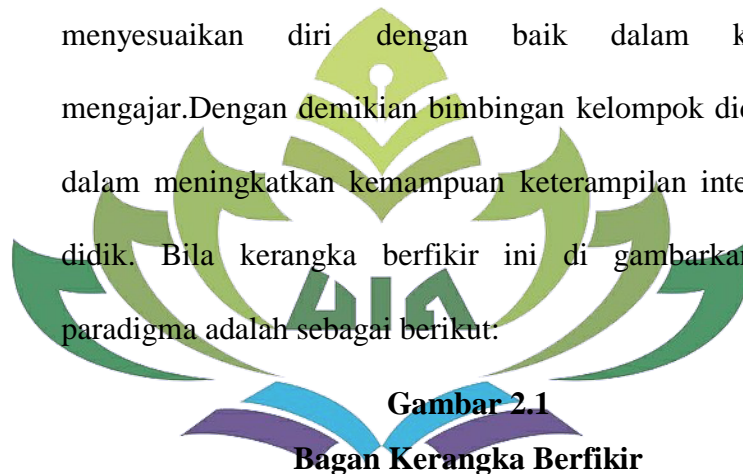 menyesuaikan diri dengan baik dalam k
mengajar.Dengan demikian bimbingan kelompok di
dalam meningkatkan kemampuan keterampilan inte
didik. Bila kerangka berfikir ini di gambarkan
paradigma adalah sebagai berikut:
UIN
Gambar 2.1
Bagan Kerangka Berfikir